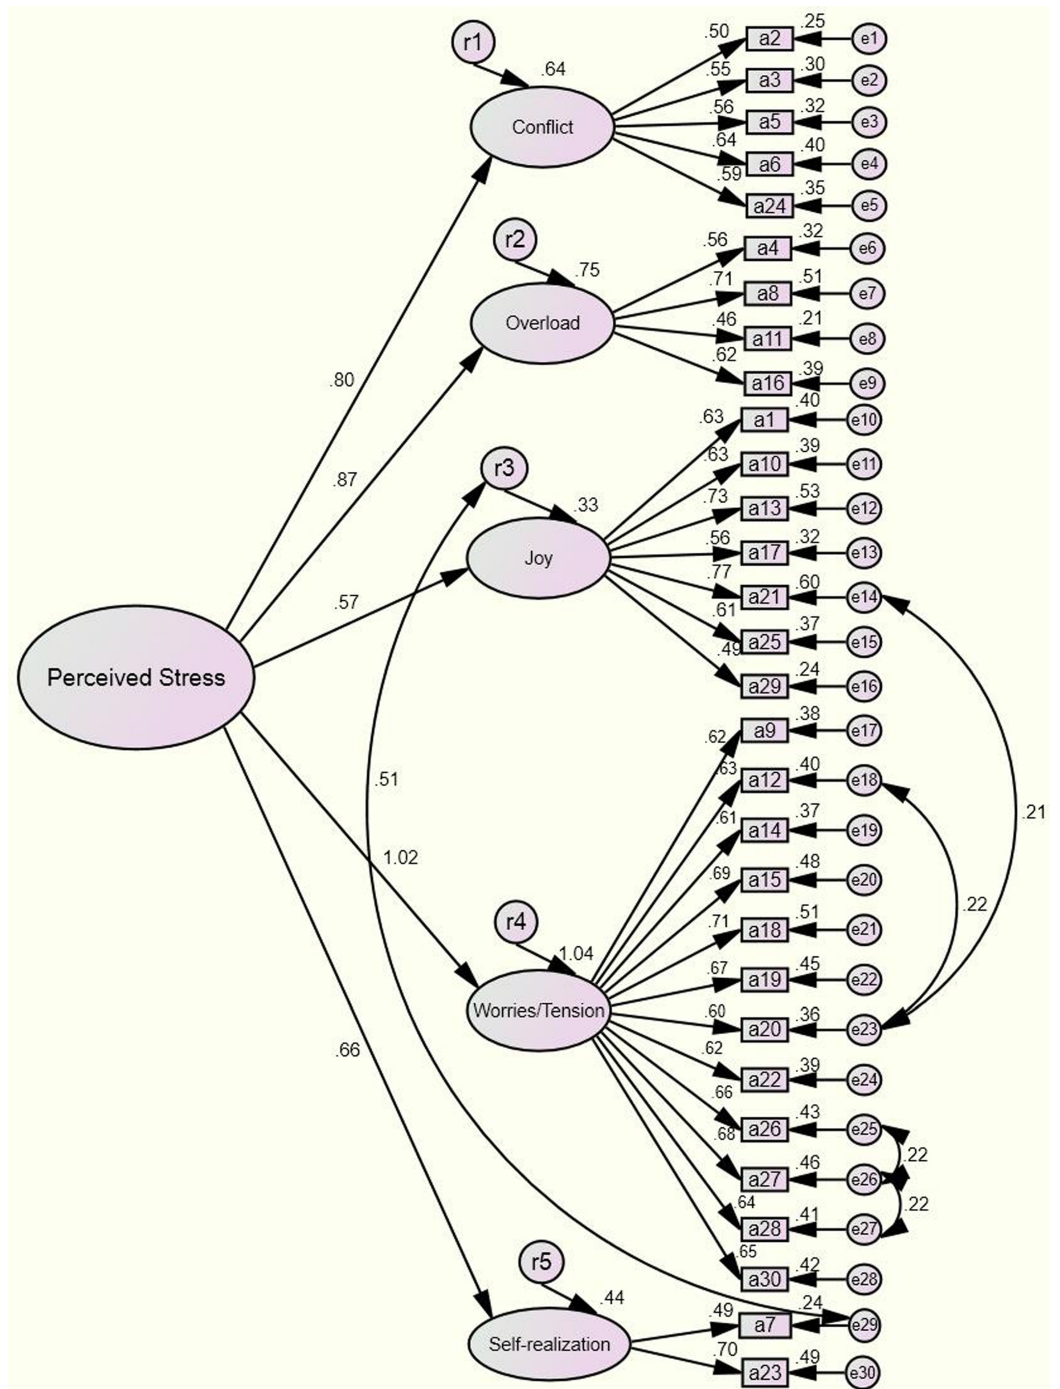 r1
.64
Conflict
.50
a2
.25
e1
.55
a3
.30
e2
.56
a5
.32
e3
.64
a6
.40
e4
.59
a24
.35
e5
r2
.75
Overload
.56
a4
.32
e6
.71
a8
.51
e7
.46
a11
.21
e8
.62
a16
.39
e9
.80
.87
r3
.33
Joy
.63
a1
.40
e10
.63
a10
.39
e11
.73
a13
.53
e12
.56
a17
.32
e13
.77
a21
.60
e14
.61
a25
.37
e15
.49
a29
.24
e16
.57
Perceived Stress
.51
1.02
.66
r4
1.04
Worries/Tension
.62
a9
.38
e17
.63
a12
.40
e18
.61
a14
.37
e19
.69
a15
.48
e20
.71
a18
.51
e21
.67
a19
.45
e22
.60
a20
.36
e23
.62
a22
.39
e24
.66
a26
.43
e25
.68
a27
.46
e26
.64
a28
.41
e27
.65
a30
.42
e28
.21
.22
.22
.22
r5
.44
Self-realization
.49
a7
.24
e29
.70
a23
.49
e30